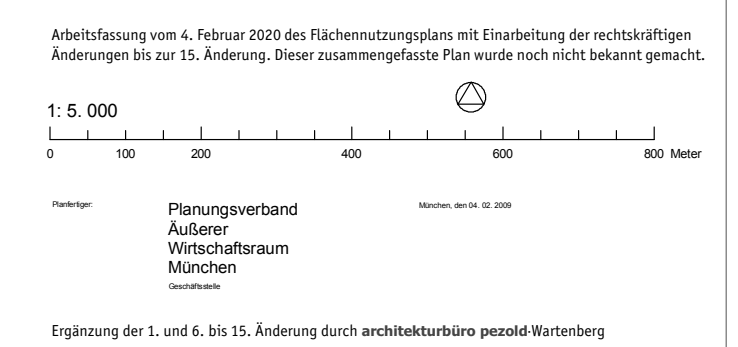 Arbeitsfassung vom 4. Februar 2020 des Flächennutzungsplans mit Einarbeitung der rechtskräftigen
Änderungen bis zur 15. Änderung. Dieser zusammengefasste Plan wurde noch nicht bekannt gemacht.
1: 5. 000
0 100 200 400 600 800 Meter
Planfertiger:
Planungsverband
Äußerer
Wirtschaftsraum
München
Geschäftsstelle
München, den 04. 02. 2009
Ergänzung der 1. und 6. bis 15. Änderung durch architekturbüro pezold·Wartenberg